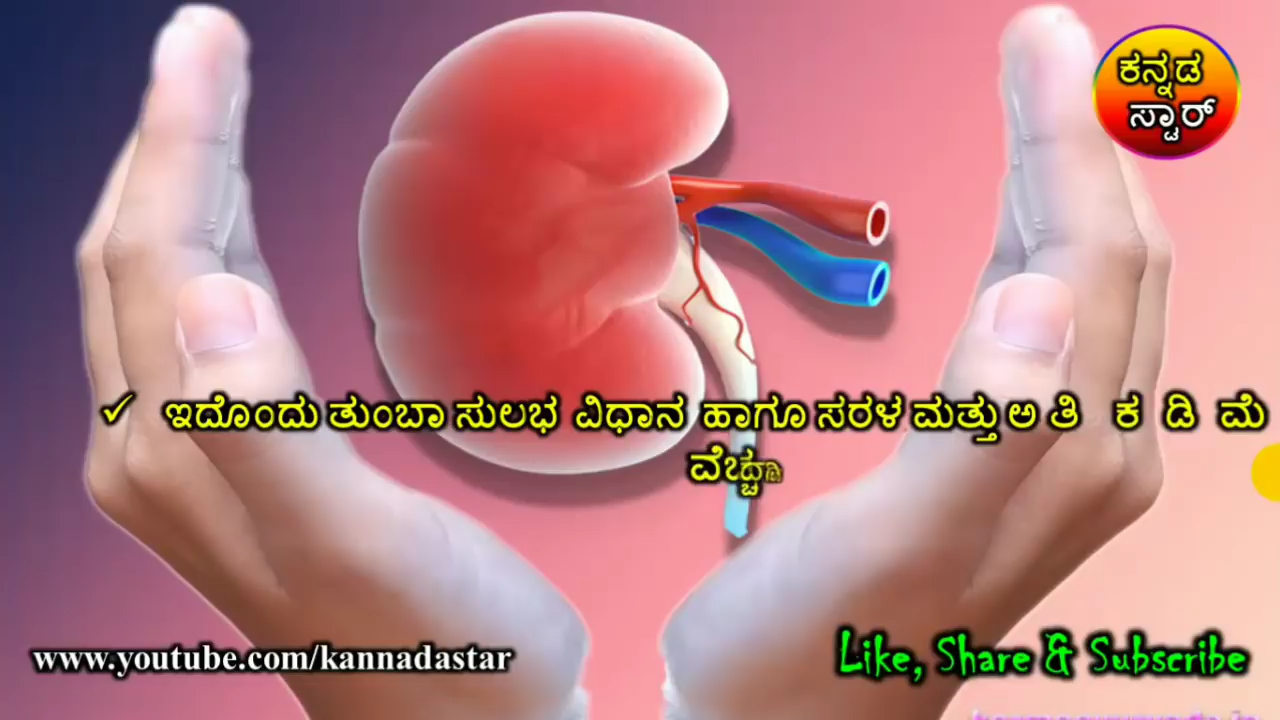 ಕನ್ನಡ
ಸ್ಟಾರ್
✓ ಇದೊಂದು ತುಂಬಾ ಸುಲಭ ವಿಧಾನ ಹಾಗೂ ಸರಳ ಮತ್ತು ಅ ತಿ ಕ ಡಿ ಮೆ
www.youtube.com/kannadastar
Like, Share & Subscribe